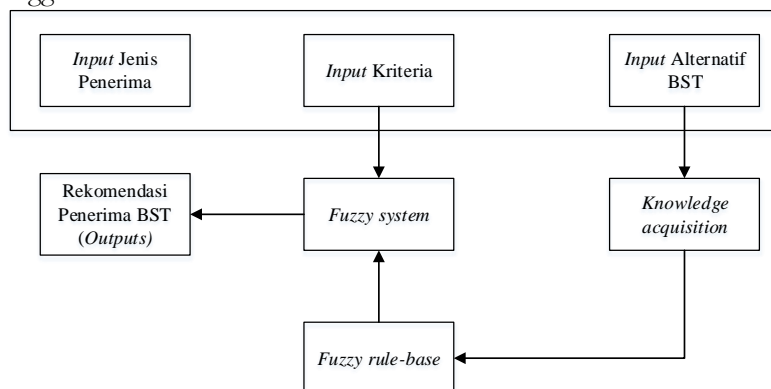 Input Jenis
Penerima
Input Kriteria
Input Alternatif
BST
Rekomendasi
Penerima BST
(Outputs)
Fuzzy system
Knowledge
acquisition
Fuzzy rule-base